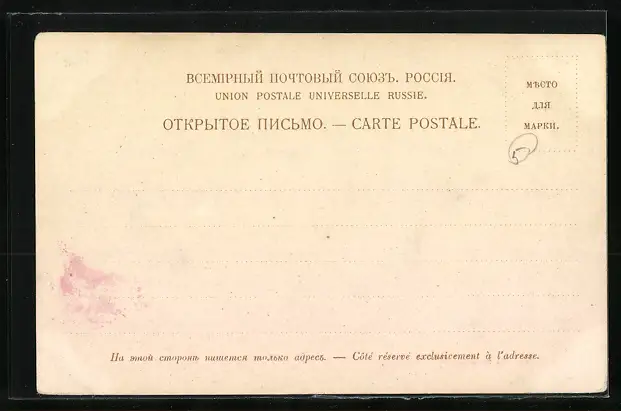 ВСЕМІРНЫЙ ПОЧТОВЫЙ СОЮЗЪ. РОССІЯ.
UNION POSTALE UNIVERSELLE RUSSIE.
ОТКРЫТОЕ ПИСЬМО. — CARTE POSTALE.
МѢСТО
ДЛЯ
МАРКИ.
5
На этой сторонѣ пишется только адресъ. — Côté réservé exclusivement à l'adresse.